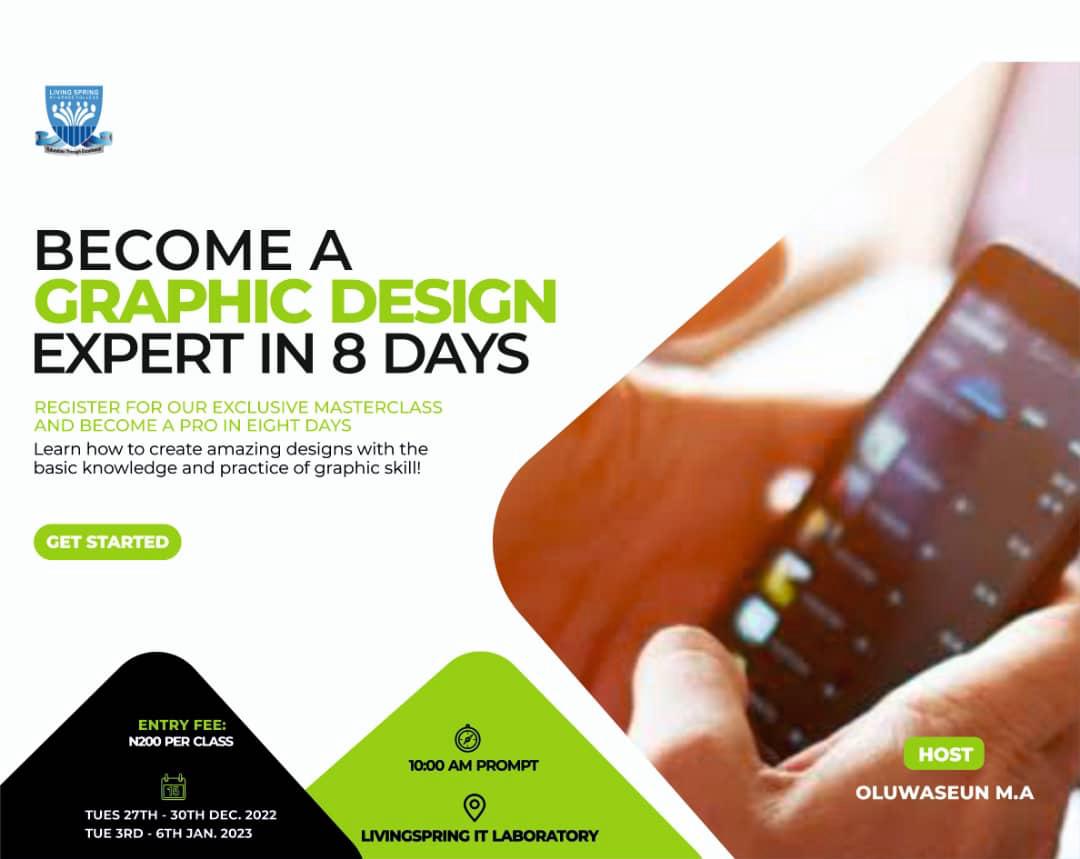 LIVING SPRING
BECOME A
GRAPHIC DESIGN
EXPERT IN 8 DAYS
REGISTER FOR OUR EXCLUSIVE MASTERCLASS
AND BECOME A PRO IN EIGHT DAYS
Learn how to create amazing designs with the
basic knowledge and practice of graphic skill!
GET STARTED
ENTRY FEE:
N200 PER CLASS
15
TUES 27TH - 30TH DEC. 2022
TUE 3RD - 6TH JAN. 2023
10:00 AM PROMPT
LIVINGSPRING IT LABORATORY
HOST
OLUWASEUN M.A